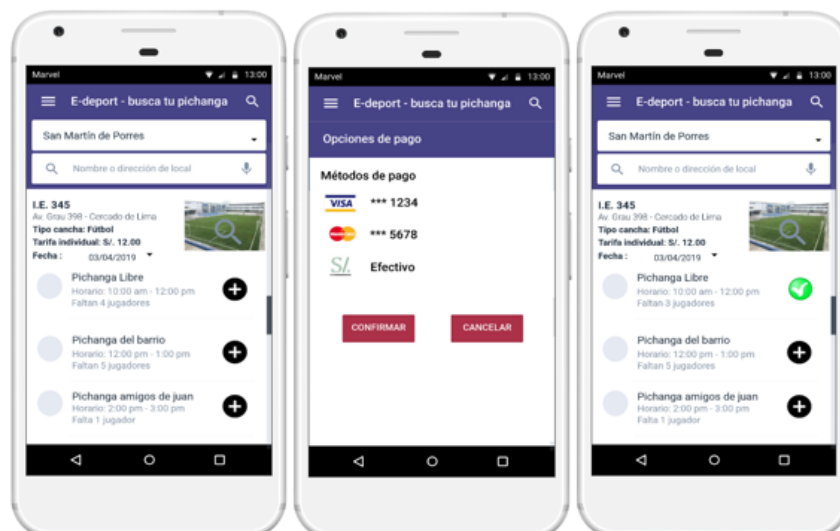 Marvel 13:00
E-deport - busca tu pichanga
San Martín de Porres
Nombre o dirección de local
I.E. 345
Av. Grau 398 - Cercado de Lima
Tipo cancha: Fútbol
Tarifa individual: S/. 12.00
Fecha : 03/04/2019
Pichanga Libre
Horario: 10:00 am - 12:00 pm
Faltan 4 jugadores
Pichanga del barrio
Horario: 12:00 pm - 1:00 pm
Faltan 5 jugadores
Pichanga amigos de juan
Horario: 2:00 pm - 3:00 pm
Falta 1 jugador
Marvel 13:00
E-deport - busca tu pichanga
Opciones de pago
Métodos de pago
VISA *** 1234
MasterCard *** 5678
S/. Efectivo
CONFIRMAR CANCELAR
Marvel 13:00
E-deport - busca tu pichanga
San Martín de Porres
Nombre o dirección de local
I.E. 345
Av. Grau 398 - Cercado de Lima
Tipo cancha: Fútbol
Tarifa individual: S/. 12.00
Fecha : 03/04/2019
Pichanga Libre
Horario: 10:00 am - 12:00 pm
Faltan 3 jugadores
Pichanga del barrio
Horario: 12:00 pm - 1:00 pm
Faltan 5 jugadores
Pichanga amigos de juan
Horario: 2:00 pm - 3:00 pm
Falta 1 jugador